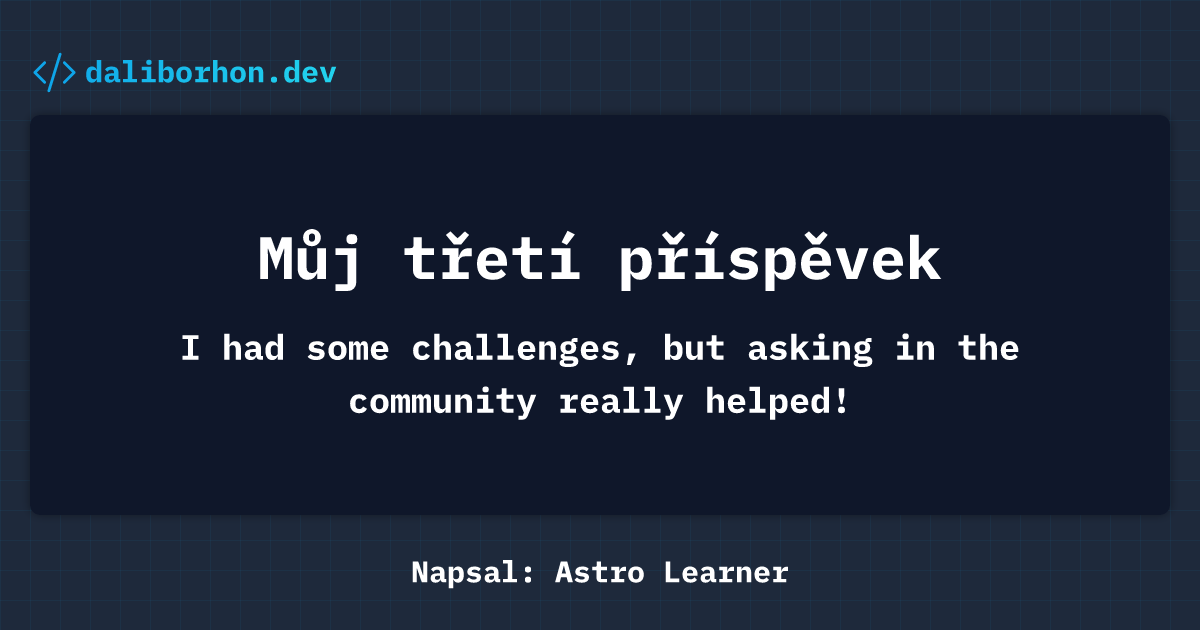 </> daliborhon.dev
Můj třetí příspěvek
I had some challenges, but asking in the
community really helped!
Napsal: Astro Learner